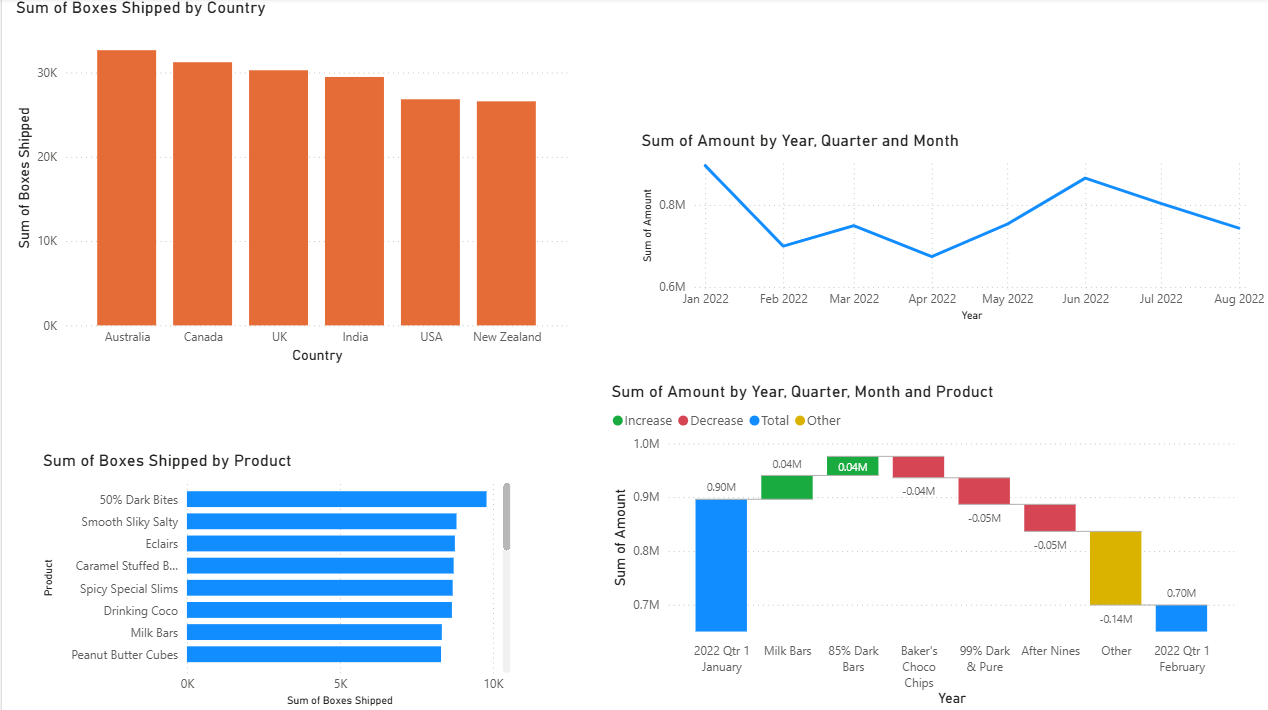 Sum of Boxes Shipped by Country
Sum of Boxes Shipped
30K
20K
10K
0K
Australia Canada UK India USA New Zealand
Country
Sum of Amount by Year, Quarter and Month
Sum of Amount
0.8M
0.6M
Jan 2022 Feb 2022 Mar 2022 Apr 2022 May 2022 Jun 2022 Jul 2022 Aug 2022
Year
Sum of Boxes Shipped by Product
Product
50% Dark Bites
Smooth Sliky Salty
Eclairs
Caramel Stuffed B...
Spicy Special Slims
Drinking Coco
Milk Bars
Peanut Butter Cubes
0K 5K 10K
Sum of Boxes Shipped
Sum of Amount by Year, Quarter, Month and Product
Increase Decrease Total Other
Sum of Amount
1.0M
0.9M
0.8M
0.7M
0.90M
0.04M
0.04M
-0.04M
-0.05M
-0.05M
-0.14M
0.70M
2022 Qtr 1
January
Milk Bars
85% Dark
Bars
Baker's
Choco
Chips
99% Dark
& Pure
After Nines
Other
2022 Qtr 1
February
Year